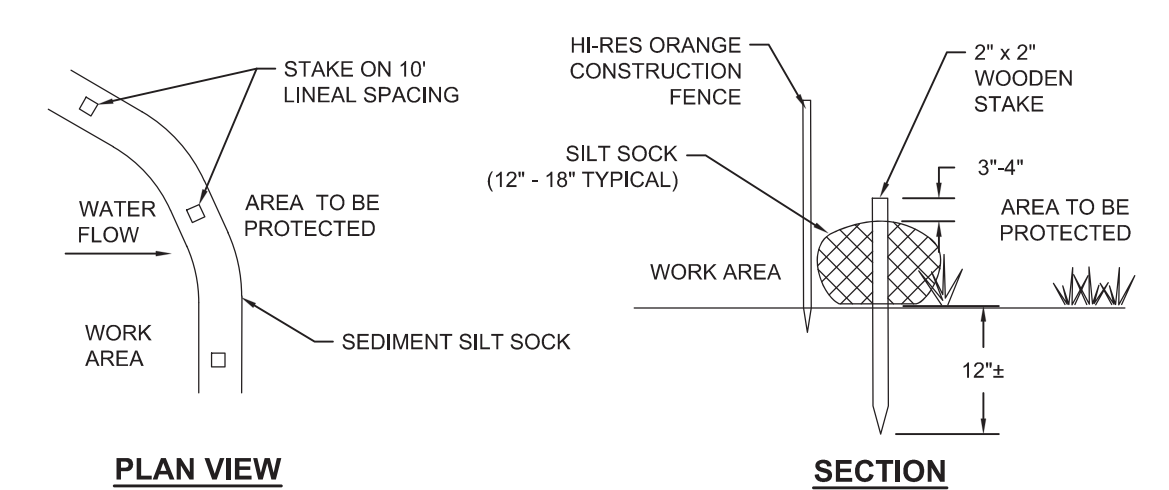 STAKE ON 10'
LINEAL SPACING
WATER
FLOW
AREA TO BE
PROTECTED
WORK
AREA
SEDIMENT SILT SOCK
PLAN VIEW
HI-RES ORANGE
CONSTRUCTION
FENCE
2" x 2"
WOODEN
STAKE
SILT SOCK
(12" - 18" TYPICAL)
3"-4"
AREA TO BE
PROTECTED
WORK AREA
12"±
SECTION